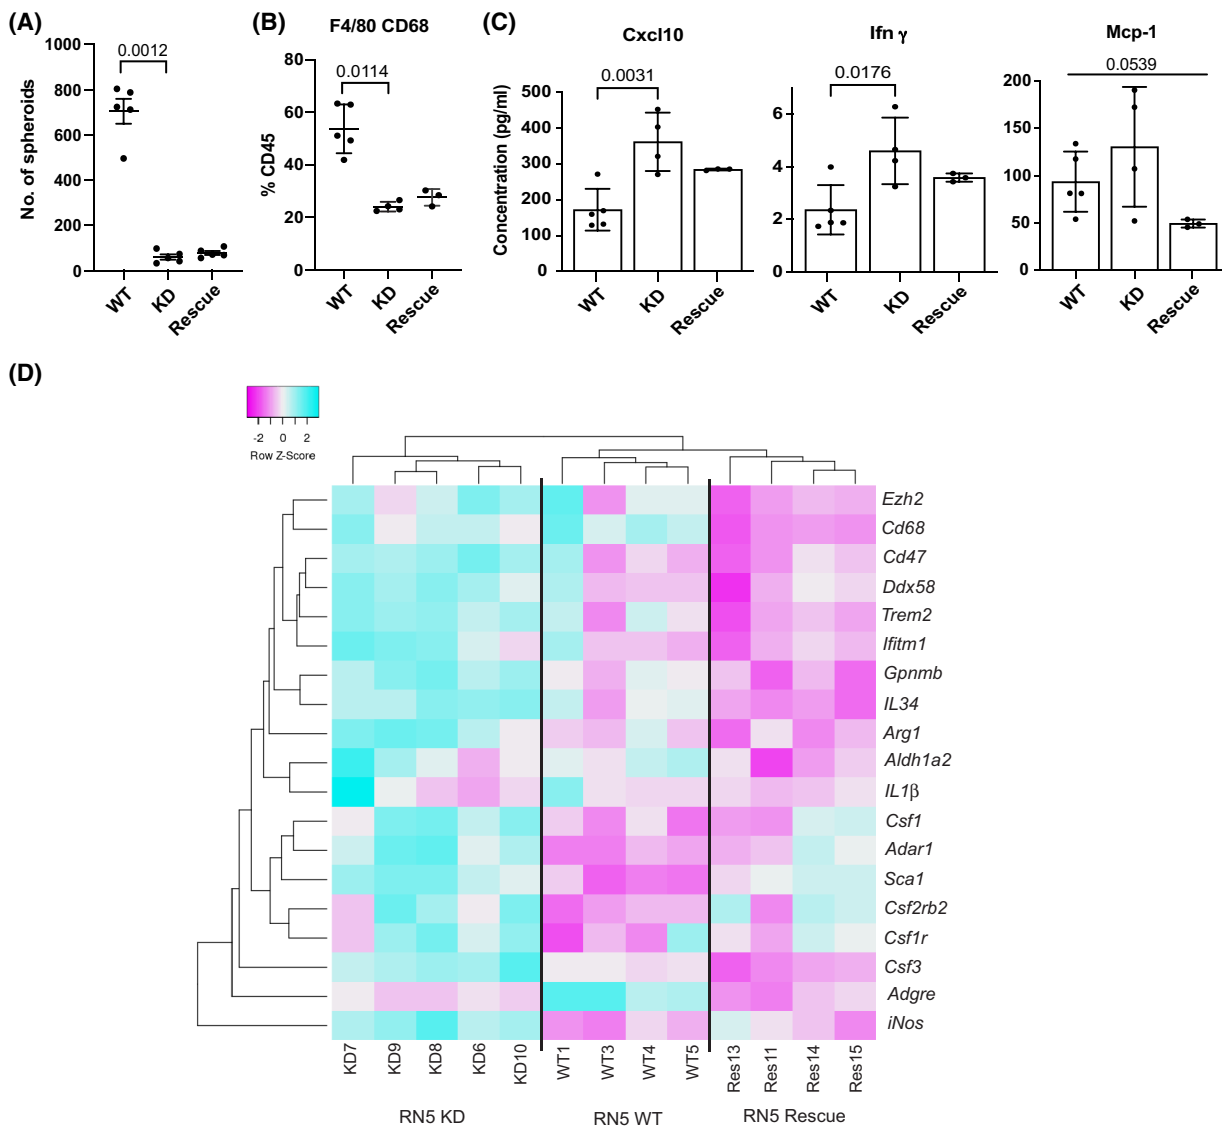 (A)
No. of spheroids
1000
800
600
400
200
0
0.0012
WT
KD
Rescue
(B)
F4/80 CD68
% CD45
80
60
40
20
0
0.0114
WT
KD
Rescue
(C)
Cxcl10
Concentration (pg/ml)
500
400
300
200
100
0
0.0031
WT
KD
Rescue
Ifn γ
6
4
2
0
0.0176
WT
KD
Rescue
Mcp-1
200
150
100
50
0
0.0539
WT
KD
Rescue
(D)
-2 0 2
Row Z-Score
Ezh2
Cd68
Cd47
Ddx58
Trem2
Ifitm1
Gpnmb
IL34
Arg1
Aldh1a2
IL1β
Csf1
Adar1
Sca1
Csf2rb2
Csf1r
Csf3
Adgre
iNos
KD7 KD9 KD8 KD6 KD10 WT1 WT3 WT4 WT5 Res13 Res11 Res14 Res15
RN5 KD RN5 WT RN5 Rescue